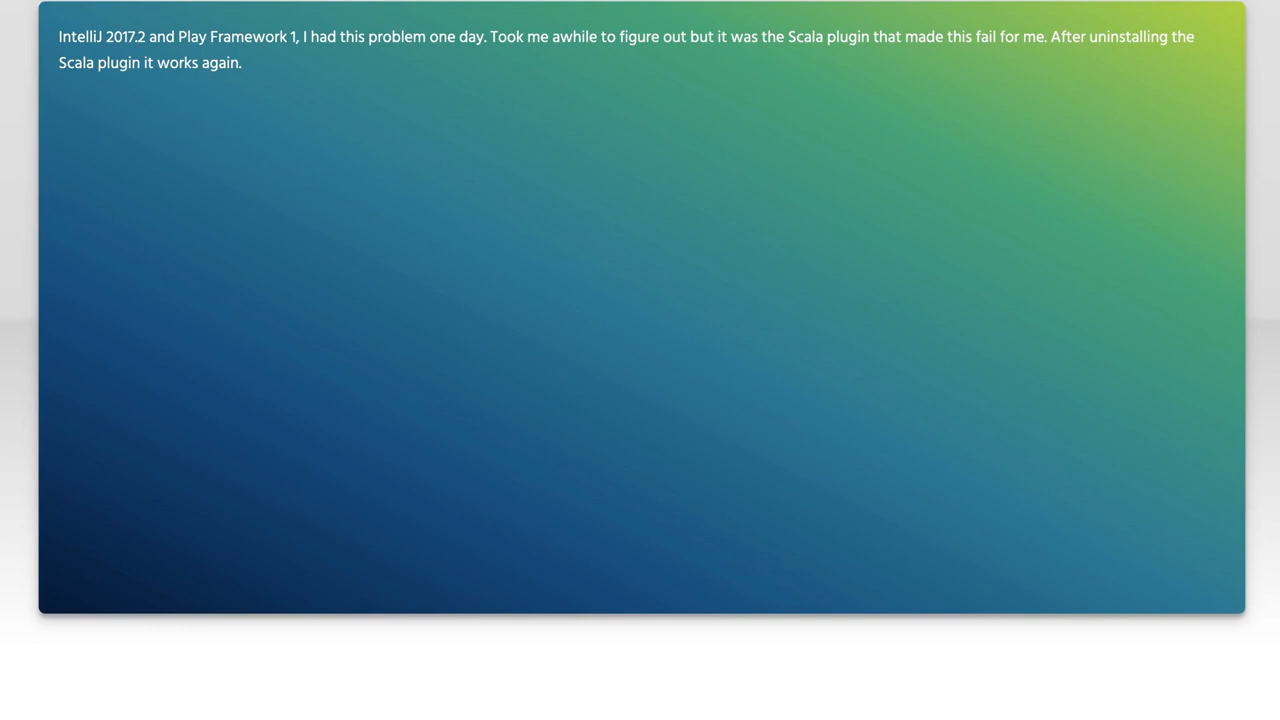 IntelliJ 2017.2 and Play Framework 1, I had this problem one day. Took me awhile to figure out but it was the Scala plugin that made this fail for me. After uninstalling the
Scala plugin it works again.